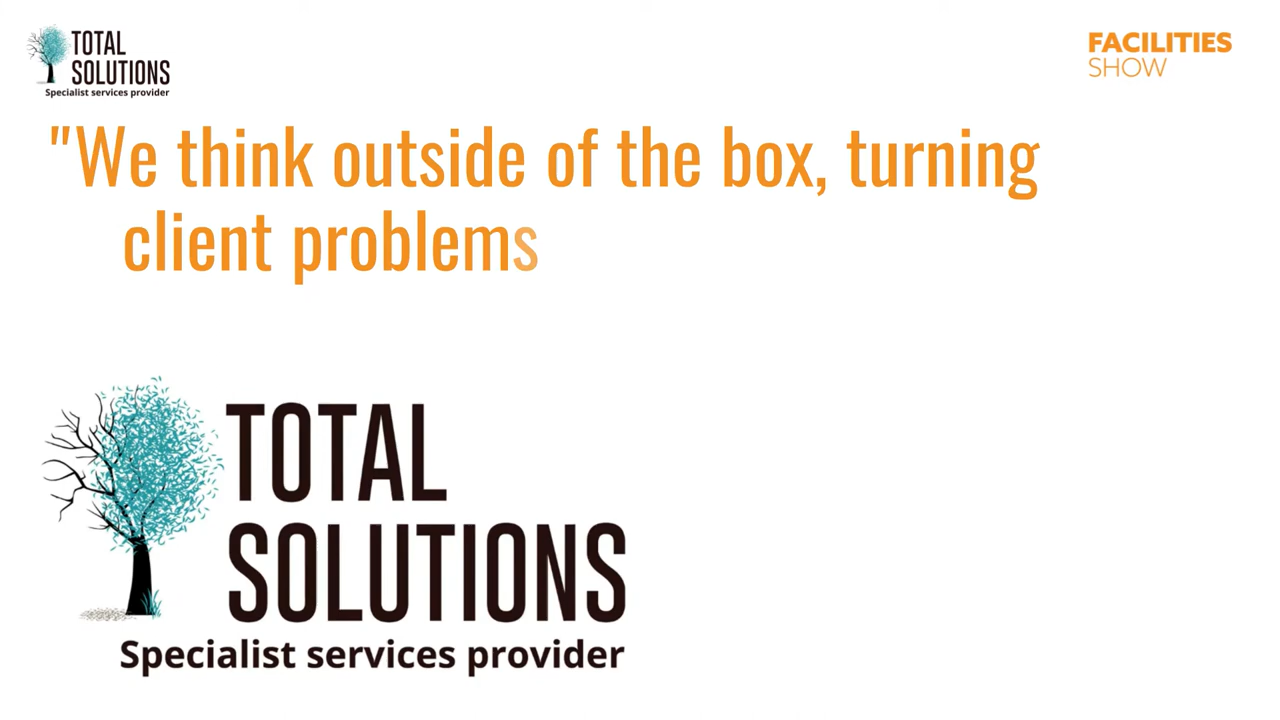 TOTAL
SOLUTIONS
Specialist services provider
FACILITIES
SHOW
"We think outside of the box, turning
client problems
TOTAL
SOLUTIONS
Specialist services provider